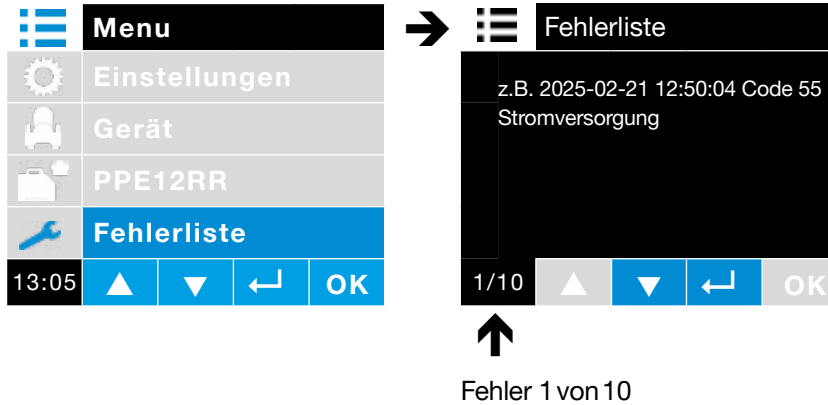 Menu
Einstellungen
Gerät
PPE12RR
Fehlerliste
13:05 OK
Fehlerliste
z.B. 2025-02-21 12:50:04 Code 55
Stromversorgung
1/10 OK
Fehler 1 von 10